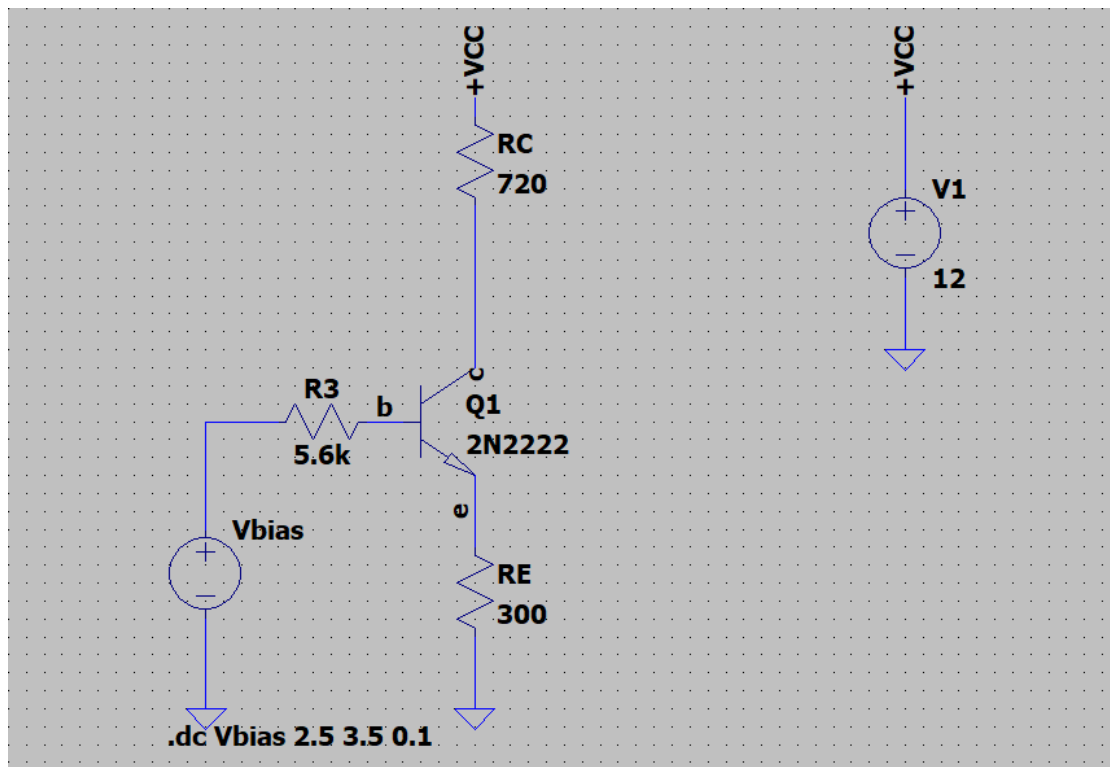 +VCC
+VCC
RC
720
V1
12
c
R3
b
Q1
5.6k
2N2222
e
Vbias
RE
300
.dc Vbias 2.5 3.5 0.1